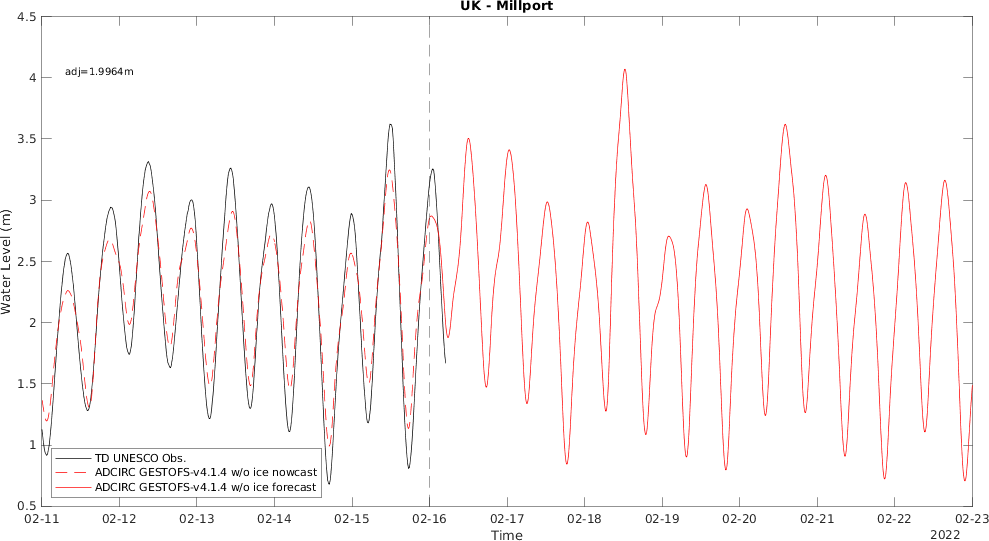 UK - Millport
adj=1.9964m
Water Level (m)
4.5
4
3.5
3
2.5
2
1.5
1
0.5
TD UNESCO Obs.
ADCIRC GESTOFS-v4.1.4 w/o ice nowcast
ADCIRC GESTOFS-v4.1.4 w/o ice forecast
02-11 02-12 02-13 02-14 02-15 02-16 02-17 02-18 02-19 02-20 02-21 02-22 02-23
Time
2022